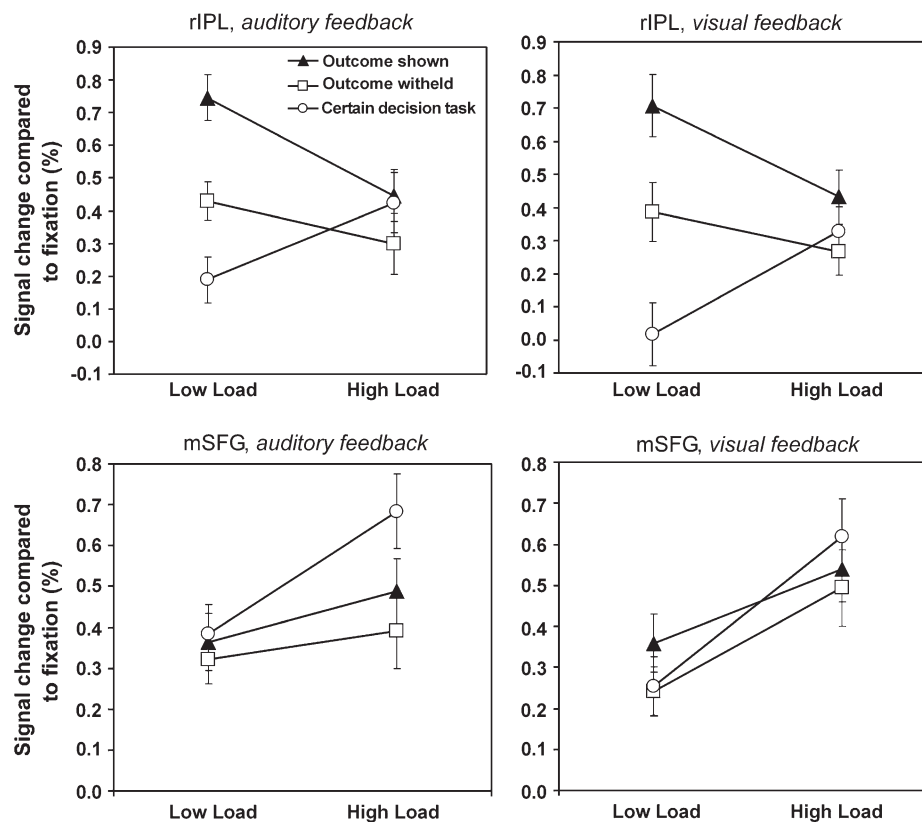 rIPL, auditory feedback
0.9
0.8
0.7
0.6
0.5
0.4
0.3
0.2
0.1
0.0
-0.1
Signal change compared
to fixation (%)
Outcome shown
Outcome witheld
Certain decision task
Low Load High Load
rIPL, visual feedback
0.9
0.8
0.7
0.6
0.5
0.4
0.3
0.2
0.1
0.0
-0.1
Low Load High Load
mSFG, auditory feedback
0.8
0.7
0.6
0.5
0.4
0.3
0.2
0.1
0.0
Signal change compared
to fixation (%)
Low Load High Load
mSFG, visual feedback
0.8
0.7
0.6
0.5
0.4
0.3
0.2
0.1
0.0
Low Load High Load